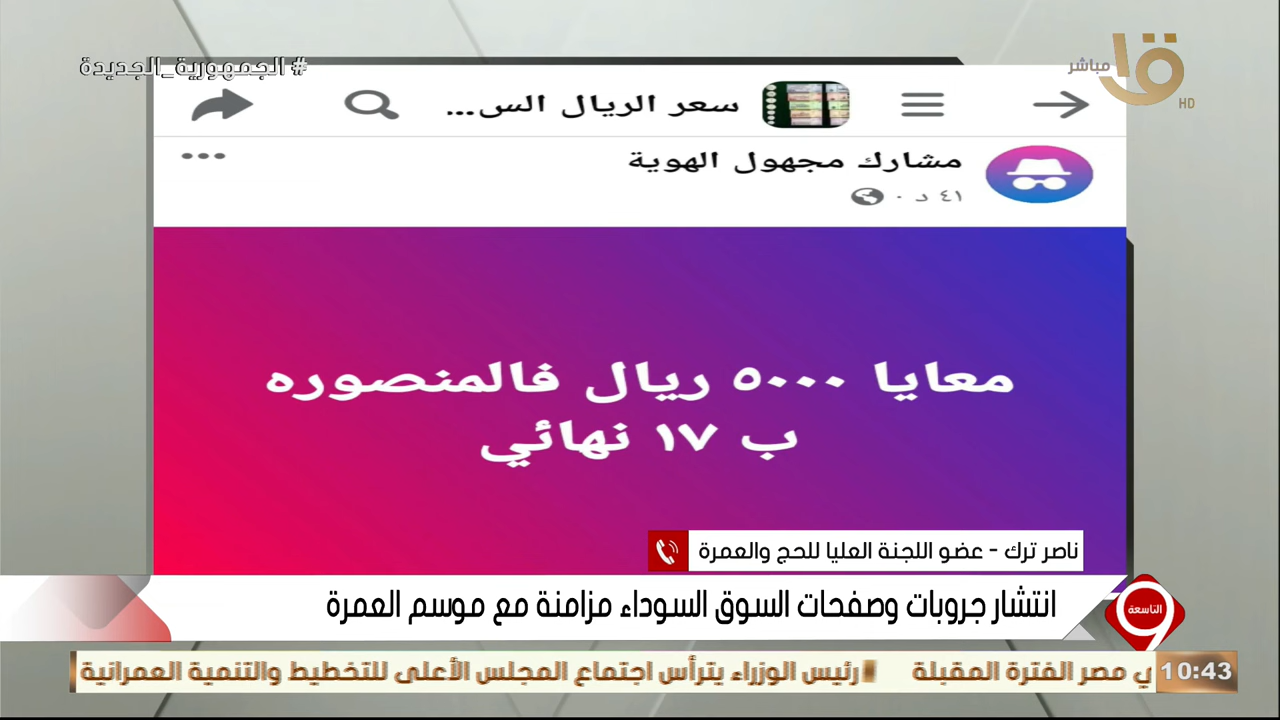 #الجمهورية_الجديدة
مباشر
HD
سعر الريال الس...
مشارك مجهول الهوية
٤١ د ·
معايا ٥٠٠٠ ريال فالمنصوره
ب ١٧ نهائي
ناصر ترك - عضو اللجنة العليا للحج والعمرة
انتشار جروبات وصفحات السوق السوداء مزامنة مع موسم العمرة
التاسعة
9
10:43
ي مصر الفترة المقبلة
رئيس الوزراء يترأس اجتماع المجلس الأعلى للتخطيط والتنمية العمرانية